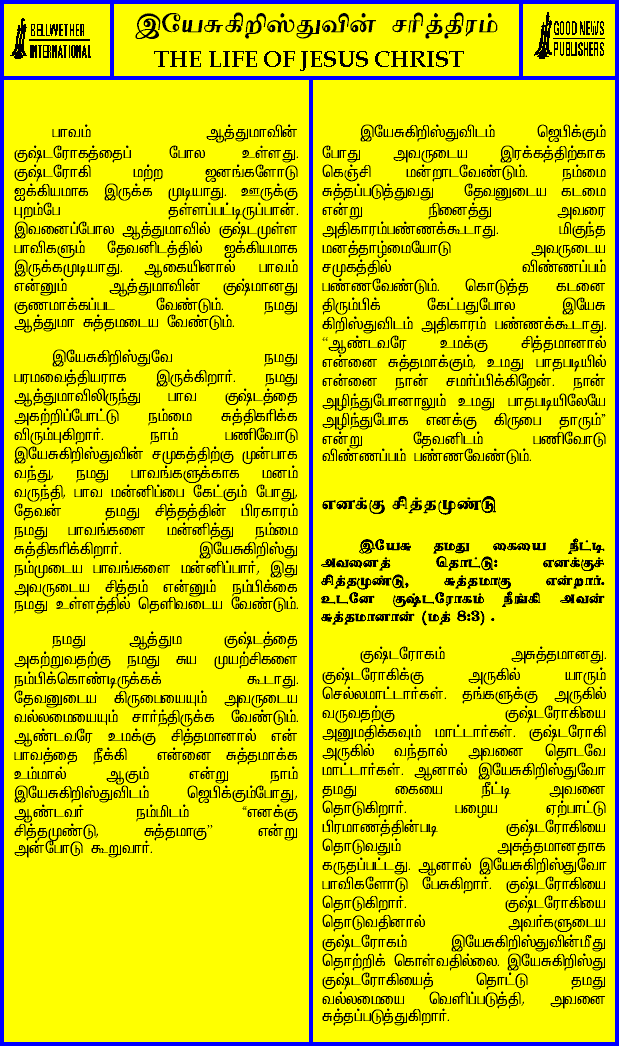 BELLWETHER
INTERNATIONAL
இயேசுகிறிஸ்துவின் சரித்திரம்
THE LIFE OF JESUS CHRIST
GOOD NEWS
PUBLISHERS
பாவம் ஆத்துமாவின்
குஷ்டரோகத்தைப் போல உள்ளது.
குஷ்டரோகி மற்ற ஜனங்களோடு
ஐக்கியமாக இருக்க முடியாது. ஊருக்கு
புறம்பே தள்ளப்பட்டிருப்பான்.
இவனைப்போல ஆத்துமாவில் குஷ்டமுள்ள
பாவிகளும் தேவனிடத்தில் ஐக்கியமாக
இருக்கமுடியாது. ஆகையினால் பாவம்
என்னும் ஆத்துமாவின் குஷ்மானது
குணமாக்கப்பட வேண்டும். நமது
ஆத்துமா சுத்தமடைய வேண்டும்.
இயேசுகிறிஸ்துவே நமது
பரமவைத்தியராக இருக்கிறார். நமது
ஆத்துமாவிலிருந்து பாவ குஷ்டத்தை
அகற்றிப்போட்டு நம்மை சுத்திகரிக்க
விரும்புகிறார். நாம் பணிவோடு
இயேசுகிறிஸ்துவின் சமுகத்திற்கு முன்பாக
வந்து, நமது பாவங்களுக்காக மனம்
வருந்தி, பாவ மன்னிப்பை கேட்கும் போது,
தேவன் தமது சித்தத்தின் பிரகாரம்
நமது பாவங்களை மன்னித்து நம்மை
சுத்திகரிக்கிறார். இயேசுகிறிஸ்து
நம்முடைய பாவங்களை மன்னிப்பார், இது
அவருடைய சித்தம் என்னும் நம்பிக்கை
நமது உள்ளத்தில் தெளிவடைய வேண்டும்.
நமது ஆத்தும குஷ்டத்தை
அகற்றுவதற்கு நமது சுய முயற்சிகளை
நம்பிக்கொண்டிருக்கக் கூடாது.
தேவனுடைய கிருபையையும் அவருடைய
வல்லமையையும் சார்ந்திருக்க வேண்டும்.
ஆண்டவரே உமக்கு சித்தமானால் என்
பாவத்தை நீக்கி என்னை சுத்தமாக்க
உம்மால் ஆகும் என்று நாம்
இயேசுகிறிஸ்துவிடம் ஜெபிக்கும்போது,
ஆண்டவர் நம்மிடம் “எனக்கு
சித்தமுண்டு, சுத்தமாகு” என்று
அன்போடு கூறுவார்.
இயேசுகிறிஸ்துவிடம் ஜெபிக்கும்
போது அவருடைய இரக்கத்திற்காக
கெஞ்சி மன்றாடவேண்டும். நம்மை
சுத்தப்படுத்துவது தேவனுடைய கடமை
என்று நினைத்து அவரை
அதிகாரம்பண்ணக்கூடாது. மிகுந்த
மனத்தாழ்மையோடு அவருடைய
சமுகத்தில் விண்ணப்பம்
பண்ணவேண்டும். கொடுத்த கடனை
திரும்பிக் கேட்பதுபோல இயேசு
கிறிஸ்துவிடம் அதிகாரம் பண்ணக்கூடாது.
“ஆண்டவரே உமக்கு சித்தமானால்
என்னை சுத்தமாக்கும், உமது பாதபடியில்
என்னை நான் சமர்ப்பிக்கிறேன். நான்
அழிந்துபோனாலும் உமது பாதபடியிலேயே
அழிந்துபோக எனக்கு கிருபை தாரும்”
என்று தேவனிடம் பணிவோடு
விண்ணப்பம் பண்ணவேண்டும்.
எனக்கு சித்தமுண்டு
இயேசு தமது கையை நீட்டி,
அவனைத் தொட்டு: எனக்குச்
சித்தமுண்டு, சுத்தமாகு என்றார்.
உடனே குஷ்டரோகம் நீங்கி அவன்
சுத்தமானான் (மத் 8:3) .
குஷ்டரோகம் அசுத்தமானது.
குஷ்டரோகிக்கு அருகில் யாரும்
செல்லமாட்டார்கள். தங்களுக்கு அருகில்
வருவதற்கு குஷ்டரோகியை
அனுமதிக்கவும் மாட்டார்கள். குஷ்டரோகி
அருகில் வந்தால் அவனை தொடவே
மாட்டார்கள். ஆனால் இயேசுகிறிஸ்துவோ
தமது கையை நீட்டி அவனை
தொடுகிறார். பழைய ஏற்பாட்டு
பிரமாணத்தின்படி குஷ்டரோகியை
தொடுவதும் அசுத்தமானதாக
கருதப்பட்டது. ஆனால் இயேசுகிறிஸ்துவோ
பாவிகளோடு பேசுகிறார். குஷ்டரோகியை
தொடுகிறார். குஷ்டரோகியை
தொடுவதினால் அவர்களுடைய
குஷ்டரோகம் இயேசுகிறிஸ்துவின்மீது
தொற்றிக் கொள்வதில்லை. இயேசுகிறிஸ்து
குஷ்டரோகியைத் தொட்டு தமது
வல்லமையை வெளிப்படுத்தி, அவனை
சுத்தப்படுத்துகிறார்.